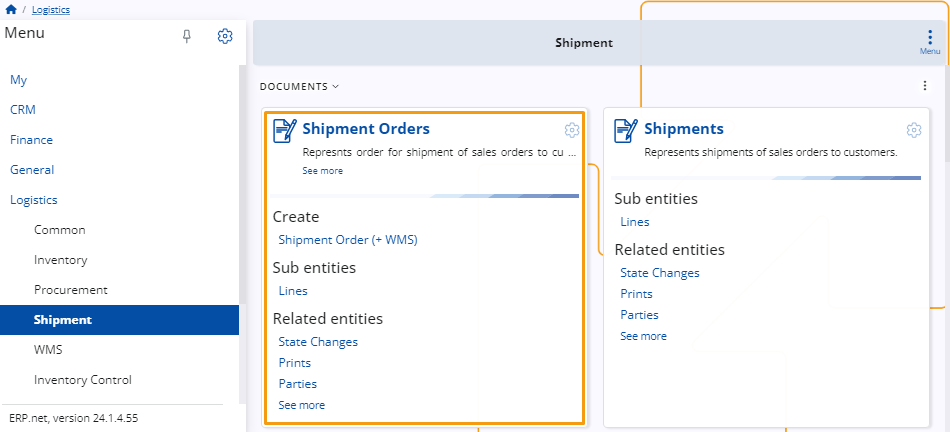 / Logistics
Menu
My
CRM
Finance
General
Logistics
Common
Inventory
Procurement
Shipment
WMS
Inventory Control
ERP.net, version 24.1.4.55
Shipment
Menu
DOCUMENTS
Shipment Orders
Represnts order for shipment of sales orders to cu ...
See more
Create
Shipment Order (+ WMS)
Sub entities
Lines
Related entities
State Changes
Prints
Parties
See more
Shipments
Represents shipments of sales orders to customers.
Sub entities
Lines
Related entities
State Changes
Prints
Parties
See more